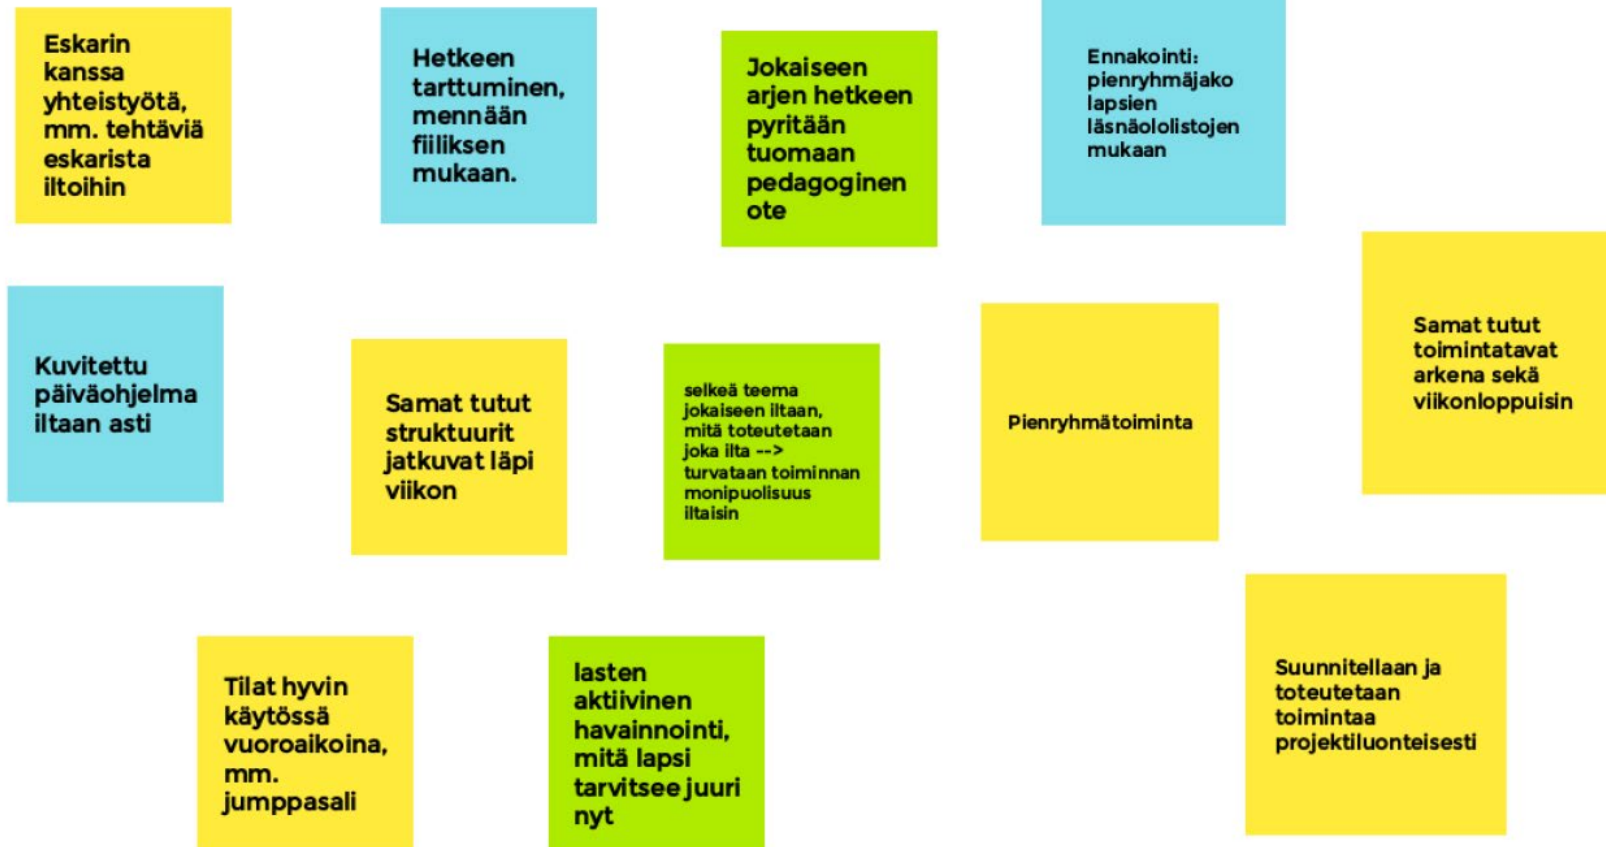 Eskarin
kanssa
yhteistyötä,
mm. tehtäviä
eskarista
iltoihin
Hetkeen
tarttuminen,
mennään
fiiliksen
mukaan.
Jokaiseen
arjen hetkeen
pyritään
tuomaan
pedagoginen
ote
Ennakointi:
pienryhmäjako
lapsien
läsnäololistojen
mukaan
Kuvitettu
päiväohjelma
iltaan asti
Samat tutut
struktuurit
jatkuvat läpi
viikon
selkeä teema
jokaiseen iltaan,
mitä toteutetaan
joka ilta -->
turvataan toiminnan
monipuolisuus
iltaisin
Pienryhmätoiminta
Samat tutut
toimintatavat
arkena sekä
viikonloppuisin
Tilat hyvin
käytössä
vuoroaikoina,
mm.
jumppasali
lasten
aktiivinen
havainnointi,
mitä lapsi
tarvitsee juuri
nyt
Suunnitellaan ja
toteutetaan
toimintaa
projektiluonteisesti